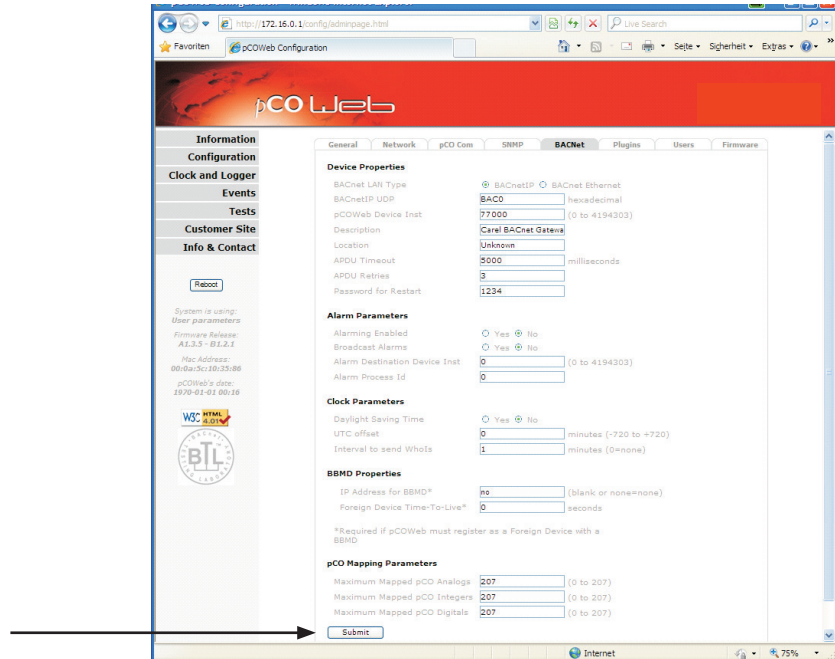 http://172.16.0.1/config/adminpage.html
Live Search
Favoriten
pCOWeb Configuration
Seite
Sicherheit
Extras
pCO Web
Information
Configuration
Clock and Logger
Events
Tests
Customer Site
Info & Contact
Reboot
System is using:
User parameters
Firmware Release:
A1.3.5 - B1.2.1
Mac Address:
00:0a:5c:10:35:86
pCOWeb's date:
1970-01-01 00:16
W3C HTML 4.01
BTL
General Network pCO Com SNMP BACNet Plugins Users Firmware
Device Properties
BACnet LAN Type BACnetIP BACnet Ethernet
BACnetIP UDP BAC0 hexadecimal
pCOWeb Device Inst 77000 (0 to 4194303)
Description Carel BACnet Gatewa
Location Unknown
APDU Timeout 5000 milliseconds
APDU Retries 3
Password for Restart 1234
Alarm Parameters
Alarming Enabled Yes No
Broadcast Alarms Yes No
Alarm Destination Device Inst 0 (0 to 4194303)
Alarm Process Id 0
Clock Parameters
Daylight Saving Time Yes No
UTC offset 0 minutes (-720 to +720)
Interval to send WhoIs 1 minutes (0=none)
BBMD Properties
IP Address for BBMD* no (blank or none=none)
Foreign Device Time-To-Live* 0 seconds
*Required if pCOWeb must register as a Foreign Device with a
BBMD
pCO Mapping Parameters
Maximum Mapped pCO Analogs 207 (0 to 207)
Maximum Mapped pCO Integers 207 (0 to 207)
Maximum Mapped pCO Digitals 207 (0 to 207)
Submit
Internet
75%